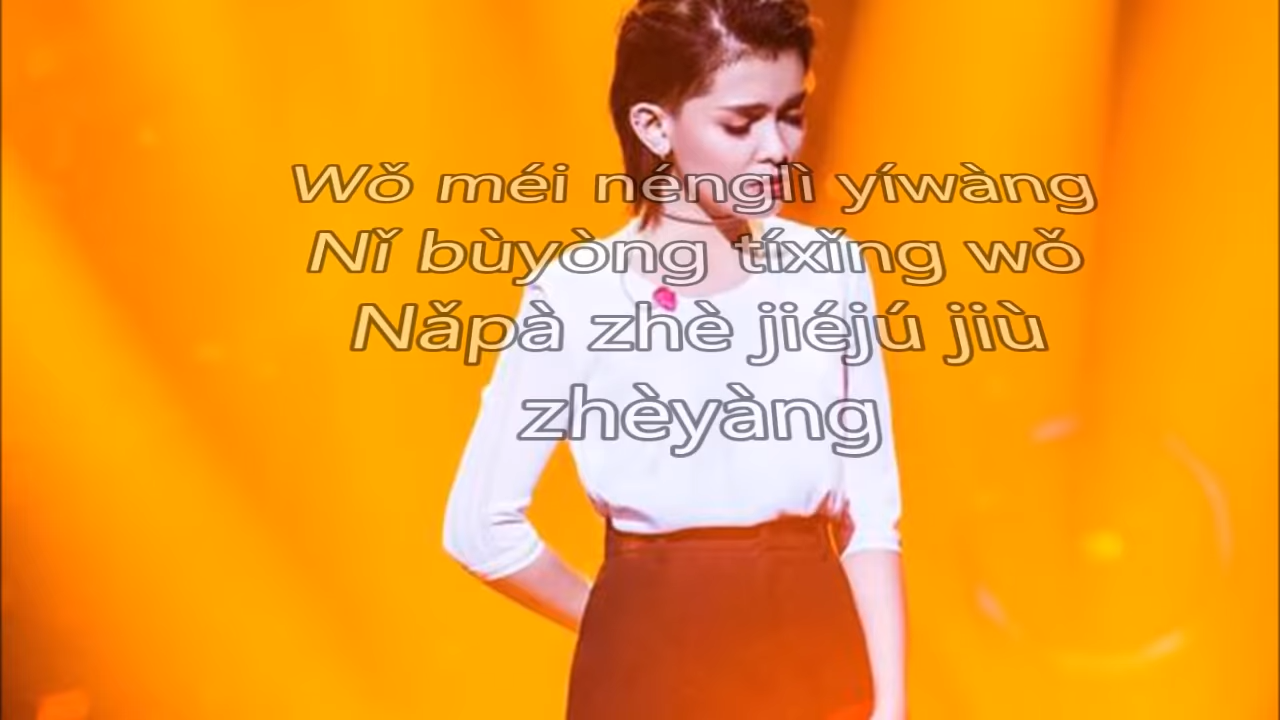 Wǒ méi nénglì yíwàng
Nǐ bùyòng tíxǐng wǒ
Nǎpà zhè jiéjú jiù
zhèyàng